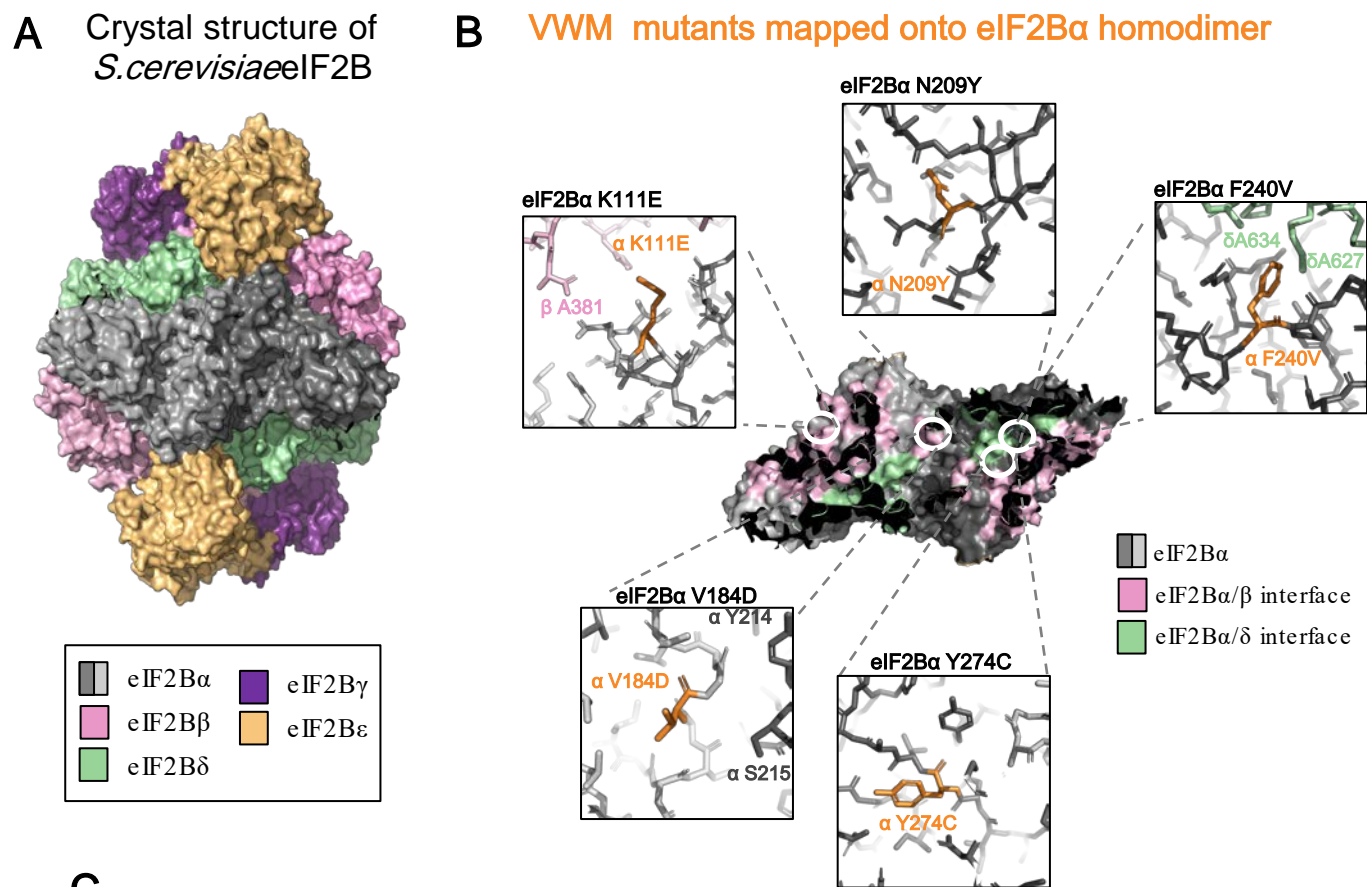 A
Crystal structure of
S.cerevisiaeeIF2B
eIF2Bα
eIF2Bβ
eIF2Bδ
eIF2Bγ
eIF2Bε
B
VWM mutants mapped onto eIF2Bα homodimer
eIF2Bα N209Y
α N209Y
eIF2Bα K111E
α K111E
β A381
eIF2Bα F240V
δA634
δA627
α F240V
eIF2Bα
eIF2Bα/β interface
eIF2Bα/δ interface
eIF2Bα V184D
α Y214
α V184D
α S215
eIF2Bα Y274C
α Y274C